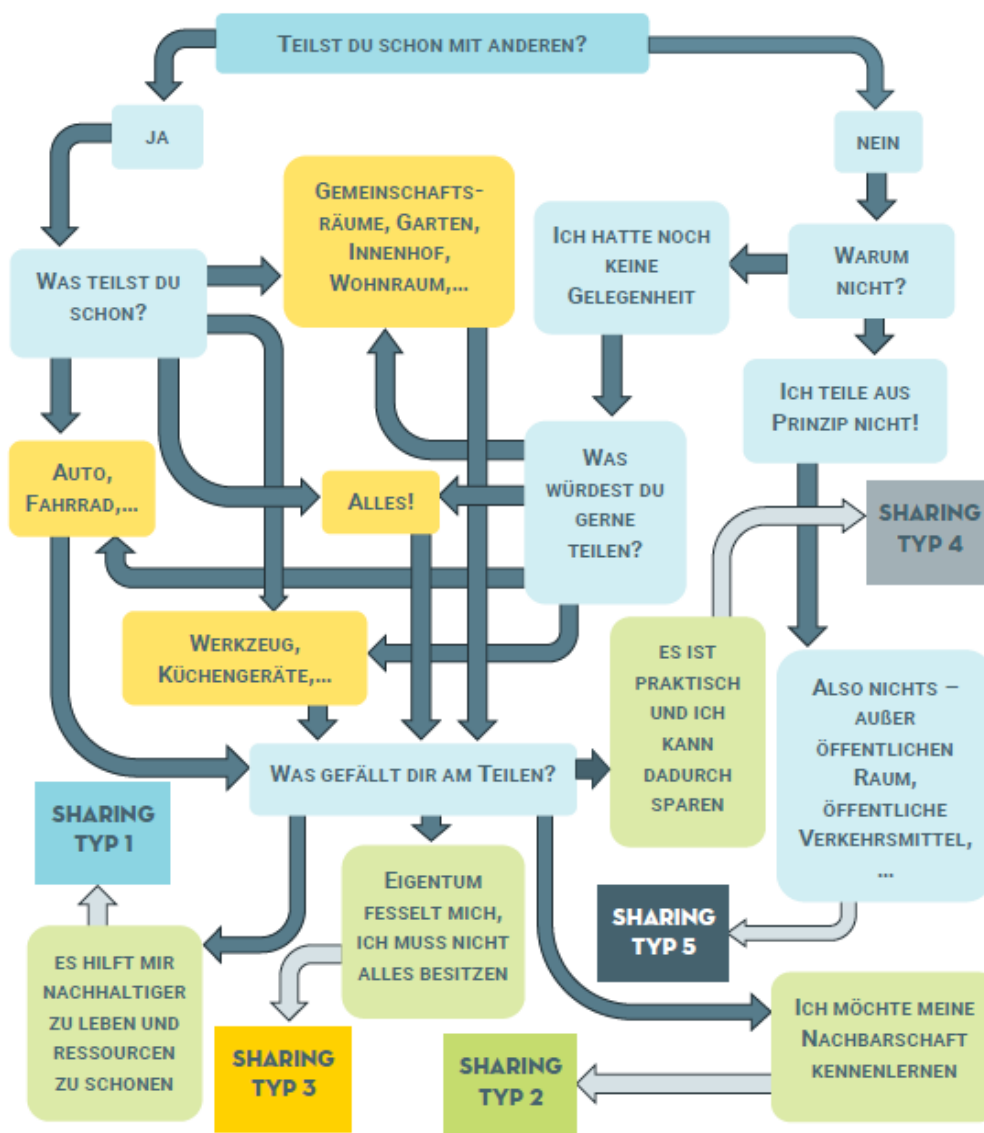 Teilst du schon mit anderen?
JA
NEIN
Gemeinschafts-
räume, Garten,
Innenhof,
Wohnraum,...
Ich hatte noch
keine
Gelegenheit
Warum
nicht?
Was teilst du
schon?
Ich teile aus
Prinzip nicht!
Auto,
Fahrrad,...
Alles!
Was
würdest du
gerne
teilen?
SHARING
TYP 4
Werkzeug,
Küchengeräte,...
ES IST
PRAKTISCH
UND ICH
KANN
DADURCH
SPAREN
Also nichts –
außer
öffentlichen
Raum,
öffentliche
Verkehrsmittel,
...
Was gefällt dir am Teilen?
SHARING
TYP 1
Eigentum
fesselt mich,
ich muss nicht
alles besitzen
SHARING
TYP 5
ES HILFT MIR
NACHHALTIGER
ZU LEBEN UND
RESSOURCEN
ZU SCHONEN
Ich möchte meine
Nachbarschaft
kennenlernen
SHARING
TYP 3
SHARING
TYP 2